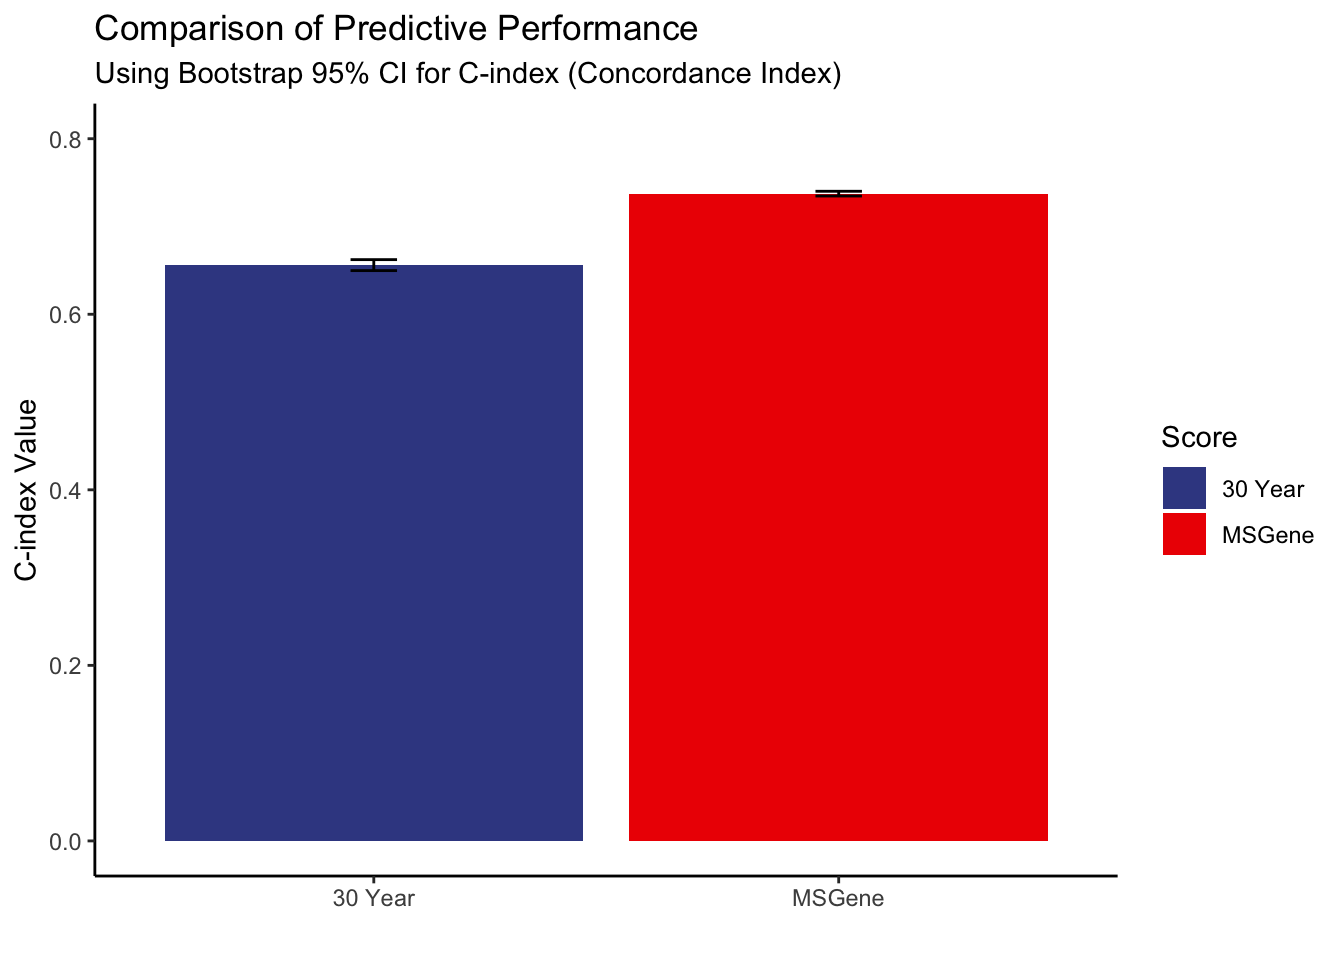 Comparison of Predictive Performance
Using Bootstrap 95% CI for C-index (Concordance Index)
C-index Value
0.8
0.6
0.4
0.2
0.0
30 Year
MSGene
Score
30 Year
MSGene